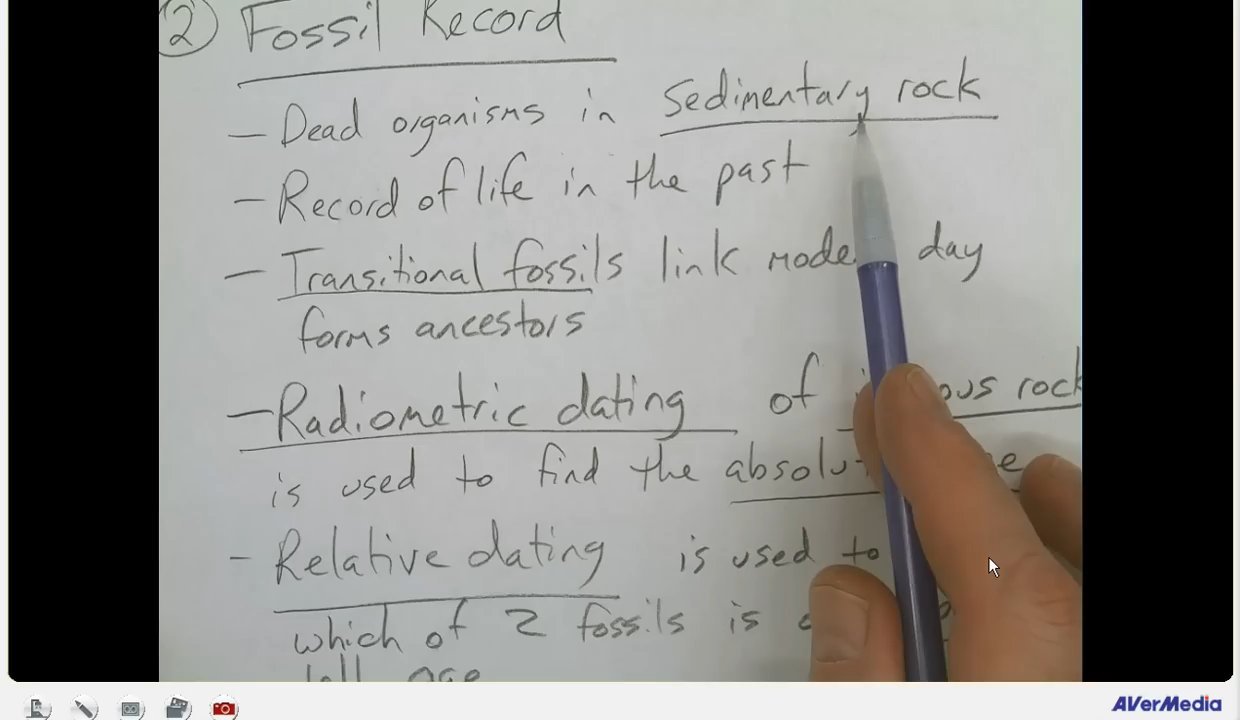 ② Fossil Record
- Dead organisms in sedimentary rock
- Record of life in the past
- Transitional fossils link day
forms ancestors
- Radiometric dating of rock
is used to find the
- Relative dating is used to
which of 2 fossils is
AVerMedia